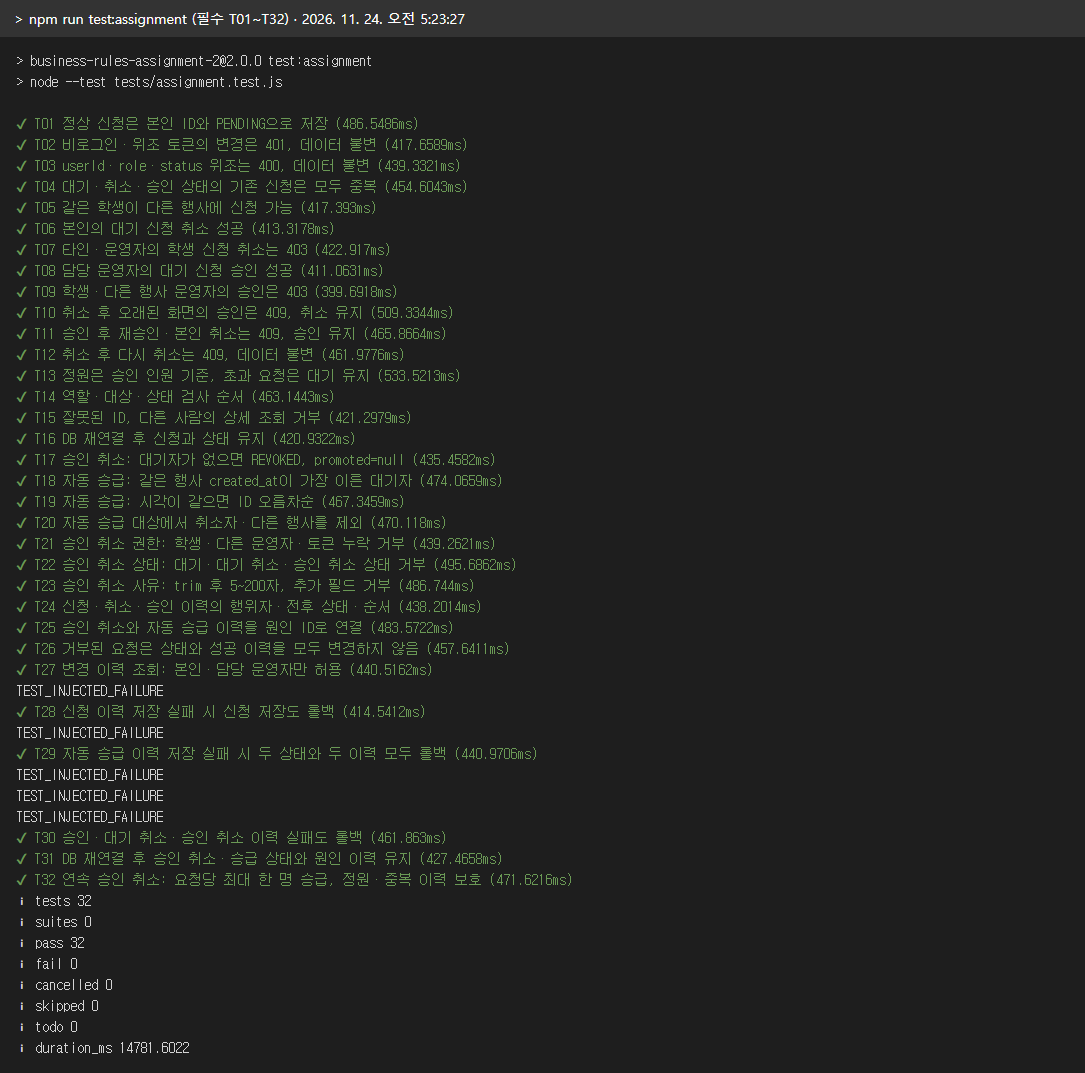 > npm run test:assignment (필수 T01~T32) · 2026. 11. 24. 오전 5:23:27
> business-rules-assignment-2@2.0.0 test:assignment
> node --test tests/assignment.test.js
✔ T01 정상 신청은 본인 ID와 PENDING으로 저장 (486.5486ms)
✔ T02 비로그인·위조 토큰의 변경은 401, 데이터 불변 (417.6589ms)
✔ T03 userId·role·status 위조는 400, 데이터 불변 (439.3321ms)
✔ T04 대기·취소·승인 상태의 기존 신청은 모두 중복 (454.6043ms)
✔ T05 같은 학생이 다른 행사에 신청 가능 (417.393ms)
✔ T06 본인의 대기 신청 취소 성공 (413.3178ms)
✔ T07 타인·운영자의 학생 신청 취소는 403 (422.917ms)
✔ T08 담당 운영자의 대기 신청 승인 성공 (411.0631ms)
✔ T09 학생·다른 행사 운영자의 승인은 403 (399.6918ms)
✔ T10 취소 후 오래된 화면의 승인은 409, 취소 유지 (509.3344ms)
✔ T11 승인 후 재승인·본인 취소는 409, 승인 유지 (465.8664ms)
✔ T12 취소 후 다시 취소는 409, 데이터 불변 (461.9776ms)
✔ T13 정원은 승인 인원 기준, 초과 요청은 대기 유지 (533.5213ms)
✔ T14 역할·대상·상태 검사 순서 (463.1443ms)
✔ T15 잘못된 ID, 다른 사람의 상세 조회 거부 (421.2979ms)
✔ T16 DB 재연결 후 신청과 상태 유지 (420.9322ms)
✔ T17 승인 취소: 대기자가 없으면 REVOKED, promoted=null (435.4582ms)
✔ T18 자동 승급: 같은 행사 created_at이 가장 이른 대기자 (474.0659ms)
✔ T19 자동 승급: 시각이 같으면 ID 오름차순 (467.3459ms)
✔ T20 자동 승급 대상에서 취소자·다른 행사를 제외 (470.118ms)
✔ T21 승인 취소 권한: 학생·다른 운영자·토큰 누락 거부 (439.2621ms)
✔ T22 승인 취소 상태: 대기·대기 취소·승인 취소 상태 거부 (495.6862ms)
✔ T23 승인 취소 사유: trim 후 5~200자, 추가 필드 거부 (486.744ms)
✔ T24 신청·취소·승인 이력의 행위자·전후 상태·순서 (438.2014ms)
✔ T25 승인 취소와 자동 승급 이력을 원인 ID로 연결 (483.5722ms)
✔ T26 거부된 요청은 상태와 성공 이력을 모두 변경하지 않음 (457.6411ms)
✔ T27 변경 이력 조회: 본인·담당 운영자만 허용 (440.5162ms)
TEST_INJECTED_FAILURE
✔ T28 신청 이력 저장 실패 시 신청 저장도 롤백 (414.5412ms)
TEST_INJECTED_FAILURE
✔ T29 자동 승급 이력 저장 실패 시 두 상태와 두 이력 모두 롤백 (440.9706ms)
TEST_INJECTED_FAILURE
TEST_INJECTED_FAILURE
TEST_INJECTED_FAILURE
✔ T30 승인·대기 취소·승인 취소 이력 실패도 롤백 (461.863ms)
✔ T31 DB 재연결 후 승인 취소·승급 상태와 원인 이력 유지 (427.4658ms)
✔ T32 연속 승인 취소: 요청당 최대 한 명 승급, 정원·중복 이력 보호 (471.6216ms)
ℹ tests 32
ℹ suites 0
ℹ pass 32
ℹ fail 0
ℹ cancelled 0
ℹ skipped 0
ℹ todo 0
ℹ duration_ms 14781.6022